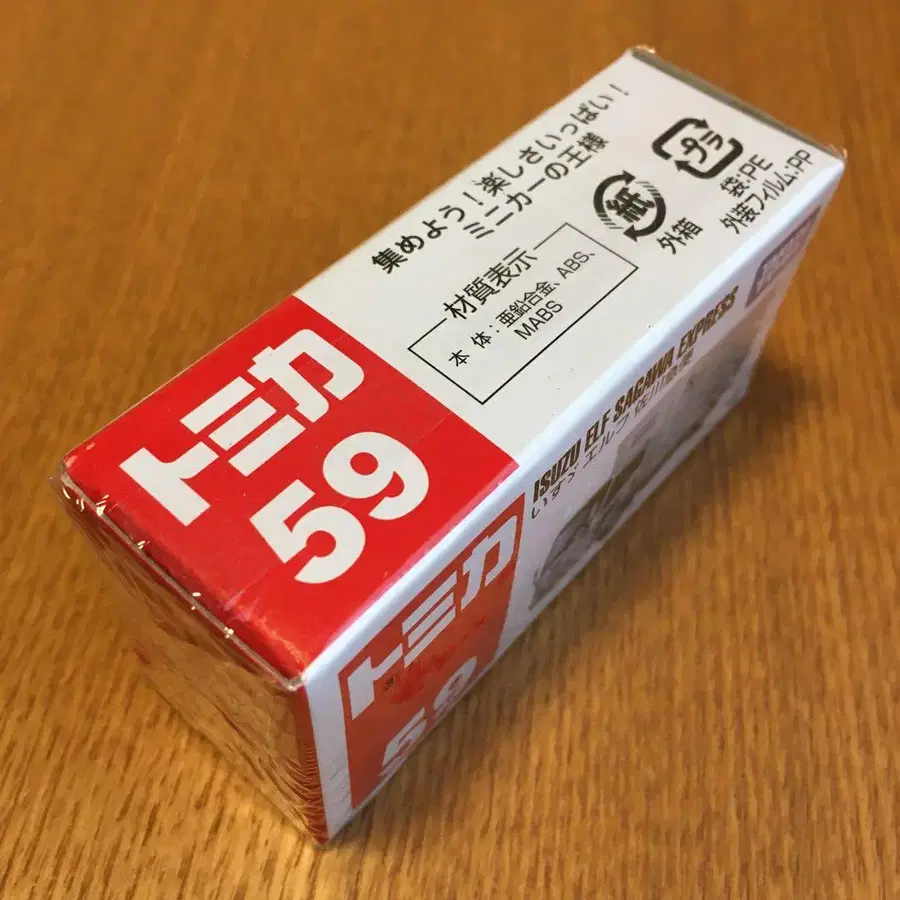 トミカ
59
集めよう!楽しさいっぱい!
ミニカーの王様
材質表示
本 体:亜鉛合金、ABS、
MABS
紙
外箱
プラ
袋:PE
外装フィルム:PP
トミカ
59
ISUZU ELF SAGAWA EXPRESS
いすゞ エルフ 佐川急便